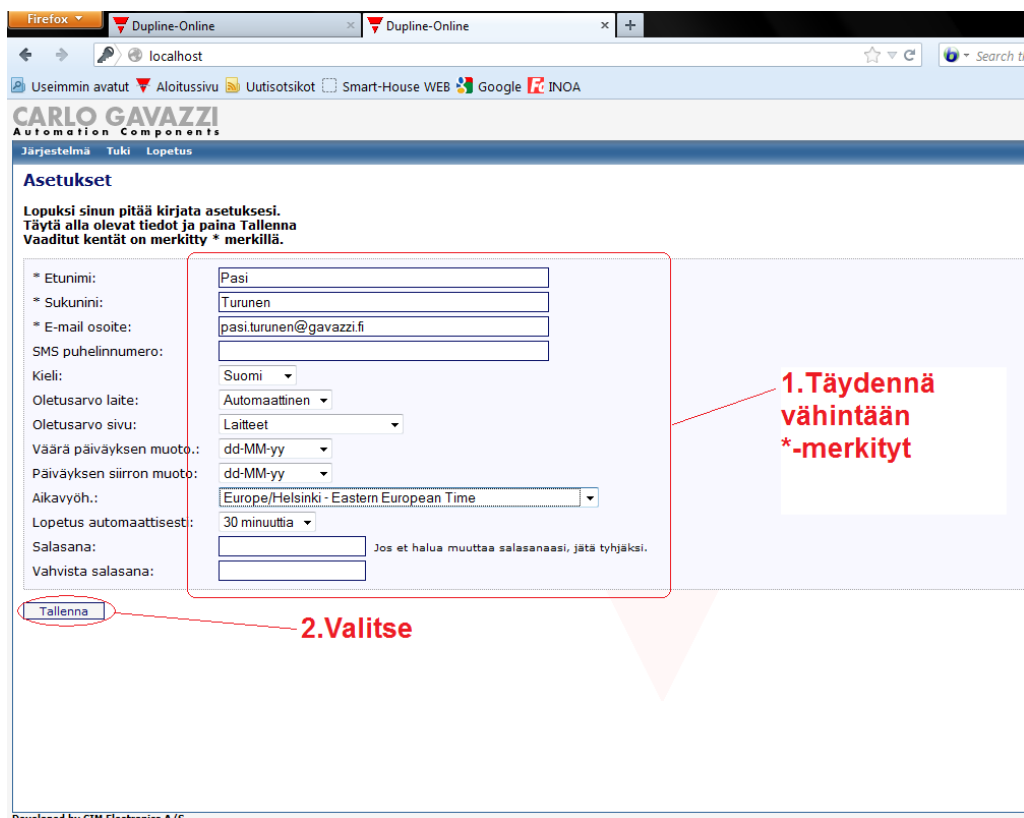 Firefox
Dupline-Online
Dupline-Online
localhost
Search t
Useimmin avatut Aloitussivu Uutisotsikot Smart-House WEB Google INOA
CARLO GAVAZZI
Automation Components
Järjestelmä Tuki Lopetus
Asetukset
Lopuksi sinun pitää kirjata asetuksesi.
Täytä alla olevat tiedot ja paina Tallenna
Vaaditut kentät on merkitty * merkillä.
* Etunimi: Pasi
* Sukunini: Turunen
* E-mail osoite: pasi.turunen@gavazzi.fi
SMS puhelinnumero:
Kieli: Suomi
Oletusarvo laite: Automaattinen
Oletusarvo sivu: Laitteet
Väärä päiväyksen muoto.: dd-MM-yy
Päiväyksen siirron muoto: dd-MM-yy
Aikavyöh.: Europe/Helsinki - Eastern European Time
Lopetus automaattisesti: 30 minuuttia
Salasana: Jos et halua muuttaa salasanaasi, jätä tyhjäksi.
Vahvista salasana:
1.Täydennä
vähintään
*-merkityt
Tallenna
2.Valitse
Developed by CIM Electronics A/S